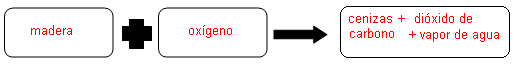 madera
oxígeno
cenizas + dióxido de
carbono + vapor de agua